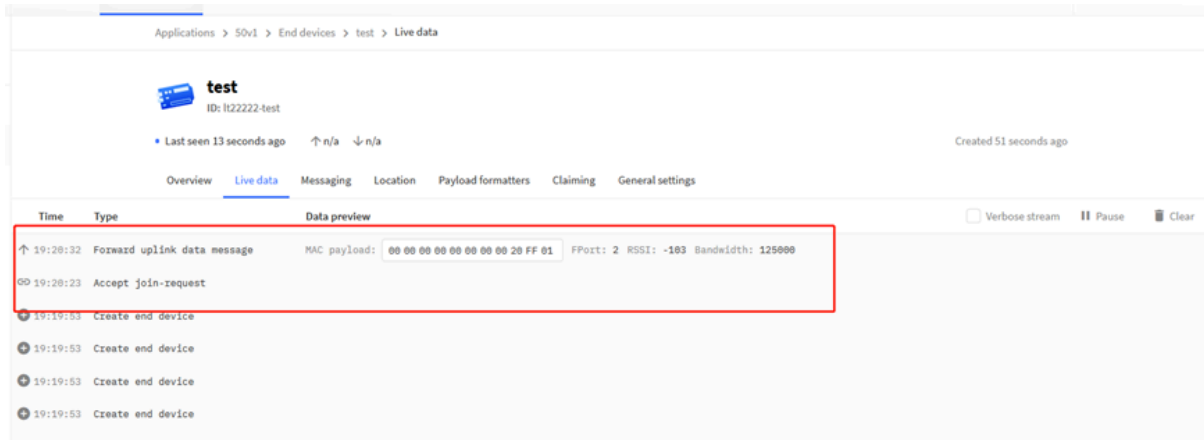 Applications > 50v1 > End devices > test > Live data
test
ID: lt22222-test
Last seen 13 seconds ago ↑ n/a ↓ n/a Created 51 seconds ago
Overview Live data Messaging Location Payload formatters Claiming General settings
Time Type Data preview Verbose stream Pause Clear
↑ 19:20:32 Forward uplink data message MAC payload: 00 00 00 00 00 00 00 00 20 FF 01 FPort: 2 RSSI: -103 Bandwidth: 125000
19:20:23 Accept join-request
19:19:53 Create end device
19:19:53 Create end device
19:19:53 Create end device
19:19:53 Create end device